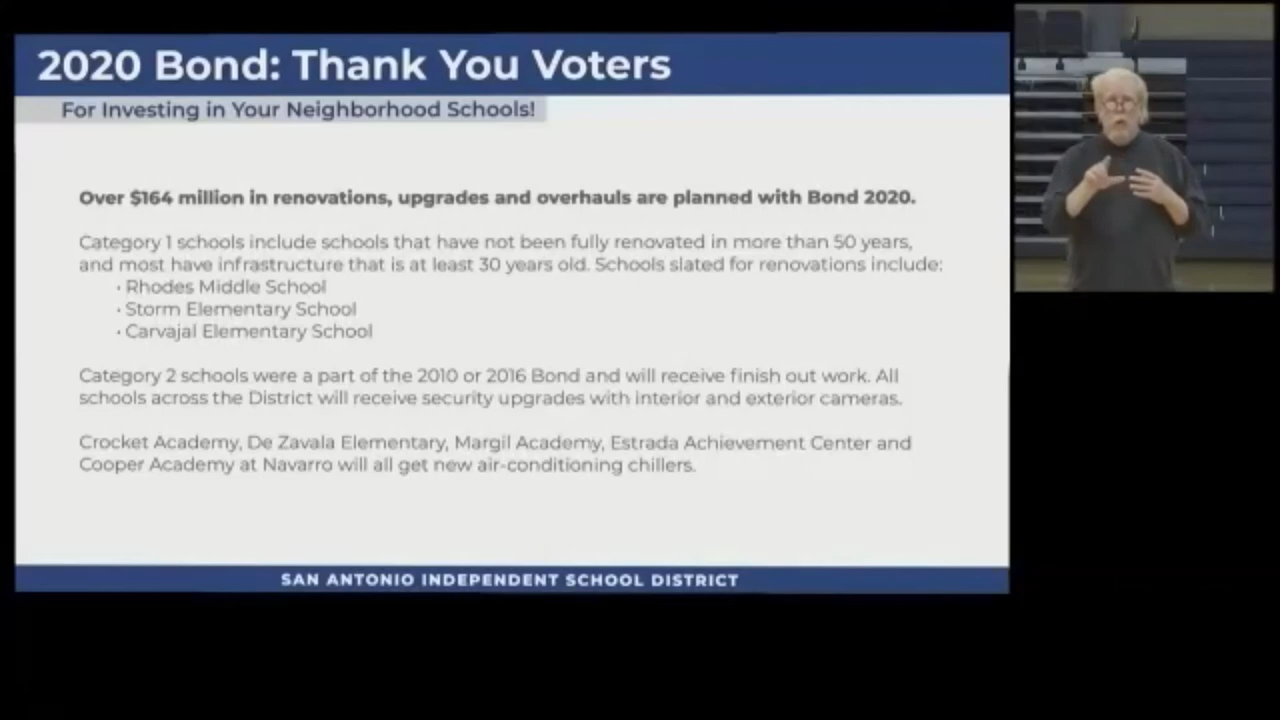 2020 Bond: Thank You Voters
For Investing in Your Neighborhood Schools!
Over $164 million in renovations, upgrades and overhauls are planned with Bond 2020.
Category 1 schools include schools that have not been fully renovated in more than 50 years,
and most have infrastructure that is at least 30 years old. Schools slated for renovations include:
• Rhodes Middle School
• Storm Elementary School
• Carvajal Elementary School
Category 2 schools were a part of the 2010 or 2016 Bond and will receive finish out work. All
schools across the District will receive security upgrades with interior and exterior cameras.
Crocket Academy, De Zavala Elementary, Margil Academy, Estrada Achievement Center and
Cooper Academy at Navarro will all get new air-conditioning chillers.
SAN ANTONIO INDEPENDENT SCHOOL DISTRICT